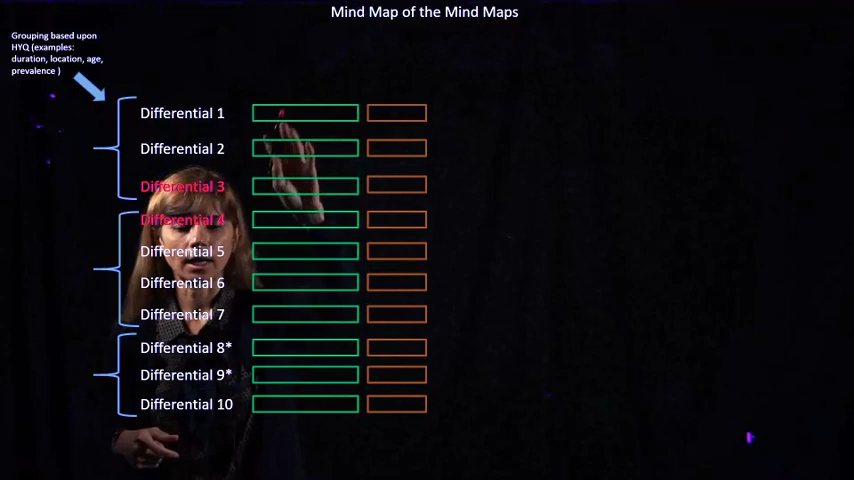 Mind Map of the Mind Maps
Grouping based upon
HYQ (examples:
duration, location, age,
prevalence )
Differential 1
Differential 2
Differential 3
Differential 4
Differential 5
Differential 6
Differential 7
Differential 8*
Differential 9*
Differential 10